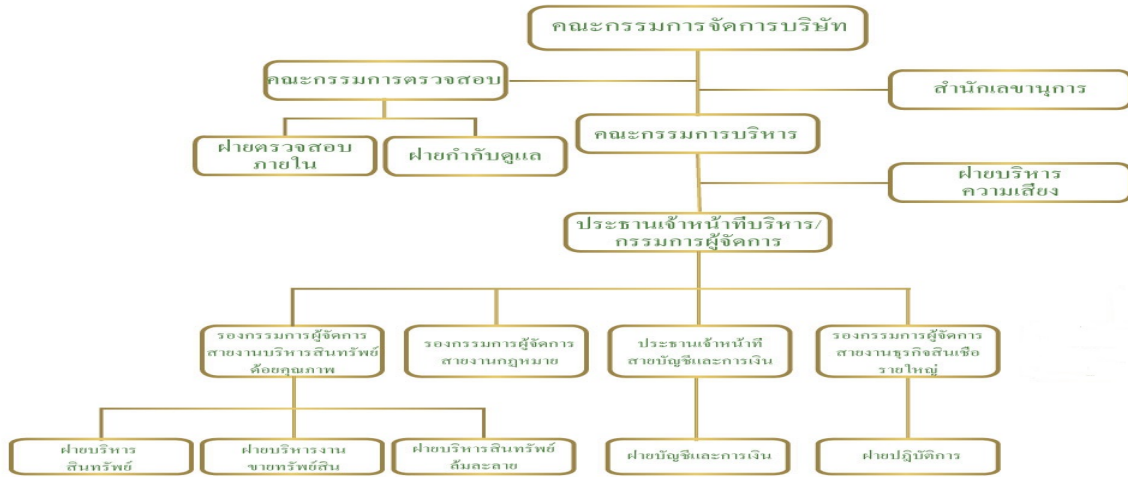 คณะกรรมการจัดการบริษัท
คณะกรรมการตรวจสอบ
สำนักเลขานุการ
คณะกรรมการบริหาร
ฝ่ายตรวจสอบ
ภายใน
ฝ่ายกำกับดูแล
ฝ่ายบริหาร
ความเสี่ยง
ประธานเจ้าหน้าที่บริหาร/
กรรมการผู้จัดการ
รองกรรมการผู้จัดการ
สายงานบริหารสินทรัพย์
ด้อยคุณภาพ
รองกรรมการผู้จัดการ
สายงานกฎหมาย
ประธานเจ้าหน้าที่
สายบัญชีและการเงิน
รองกรรมการผู้จัดการ
สายงานธุรกิจสินเชื่อ
รายใหญ่
ฝ่ายบริหาร
สินทรัพย์
ฝ่ายบริหารงาน
ขายทรัพย์สิน
ฝ่ายบริหารสินทรัพย์
ล้มละลาย
ฝ่ายบัญชีและการเงิน
ฝ่ายปฏิบัติการ